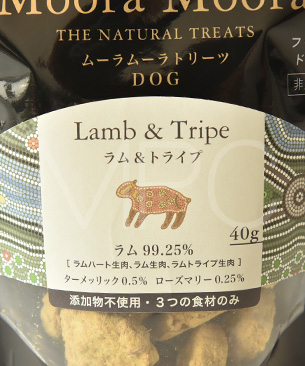 Moora Moora
THE NATURAL TREATS
ムーラムーラトリーツ
DOG
Lamb & Tripe
ラム&トライプ
40g
ラム 99.25%
[ ラムハート生肉、ラム生肉、ラムトライプ生肉 ]
ターメリック 0.5% ローズマリー 0.25%
添加物不使用・3つの食材のみ
フ
ド
非